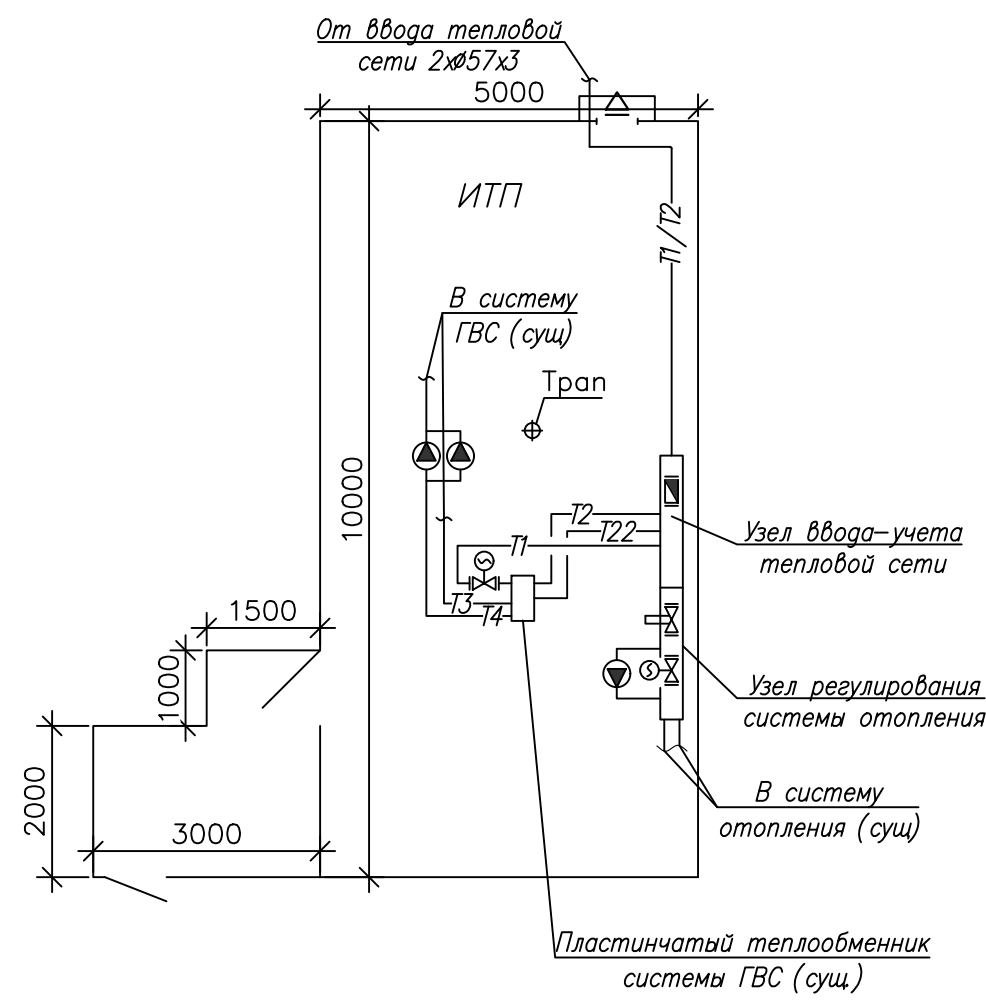 От ввода тепловой
сети 2xø57x3
5000
ИТП
Т1/Т2
В систему
ГВС (сущ)
Трап
10000
Т2
Т22
Узел ввода-учета
тепловой сети
Т1
Т3
Т4
1500
1000
Узел регулирования
системы отопления
2000
В систему
отопления (сущ)
3000
Пластинчатый теплообменник
системы ГВС (сущ.)